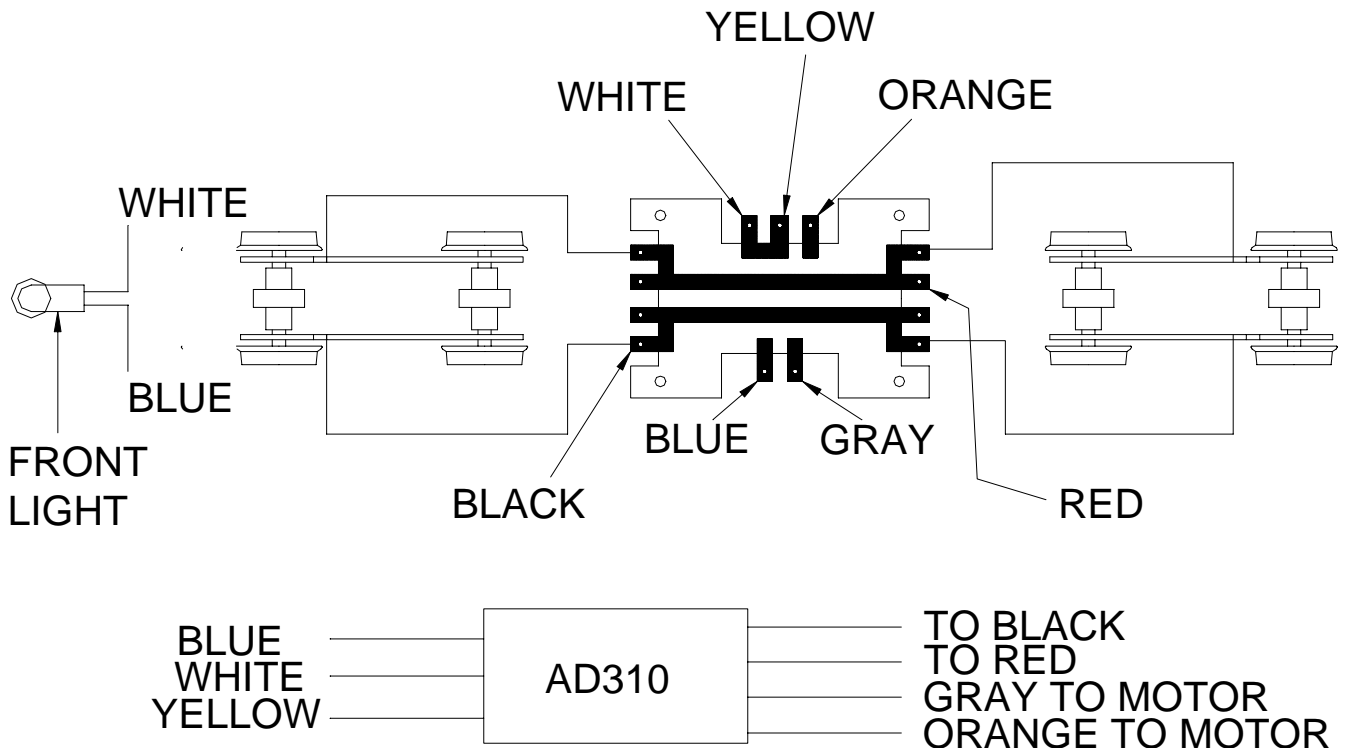 YELLOW
WHITE
ORANGE
WHITE
BLUE
FRONT
LIGHT
BLUE
GRAY
BLACK
RED
BLUE
WHITE
YELLOW
AD310
TO BLACK
TO RED
GRAY TO MOTOR
ORANGE TO MOTOR